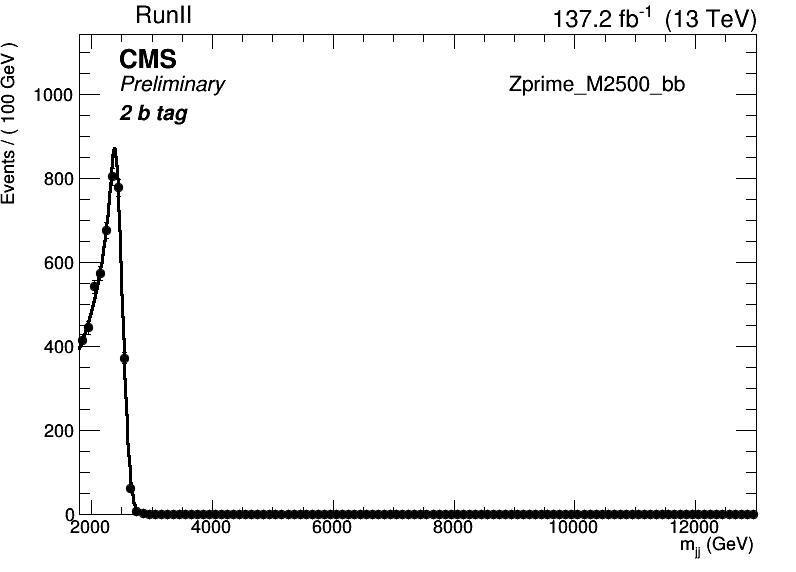 RunII
137.2 fb-1 (13 TeV)
CMS
Preliminary
2 b tag
Zprime_M2500_bb
Events / ( 100 GeV )
1000
800
600
400
200
0
2000 4000 6000 8000 10000 12000
mjj (GeV)